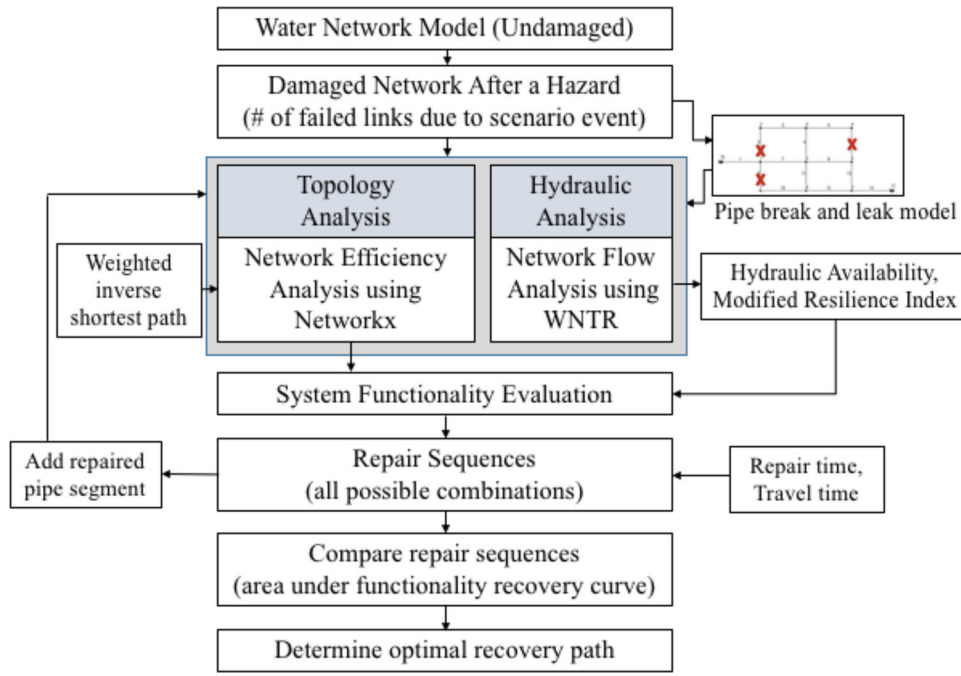 Water Network Model (Undamaged)
Damaged Network After a Hazard
(# of failed links due to scenario event)
Pipe break and leak model
Topology
Analysis
Hydraulic
Analysis
Weighted
inverse
shortest path
Network Efficiency
Analysis using
Networkx
Network Flow
Analysis using
WNTR
Hydraulic Availability,
Modified Resilience Index
System Functionality Evaluation
Add repaired
pipe segment
Repair Sequences
(all possible combinations)
Repair time,
Travel time
Compare repair sequences
(area under functionality recovery curve)
Determine optimal recovery path